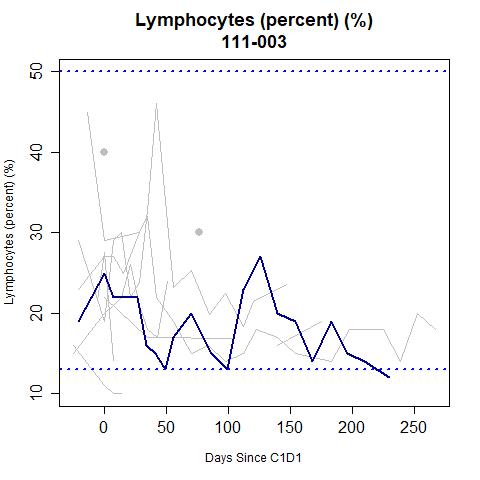 Lymphocytes (percent) (%)
111-003
Lymphocytes (percent) (%)
50
40
30
20
10
0 50 100 150 200 250
Days Since C1D1